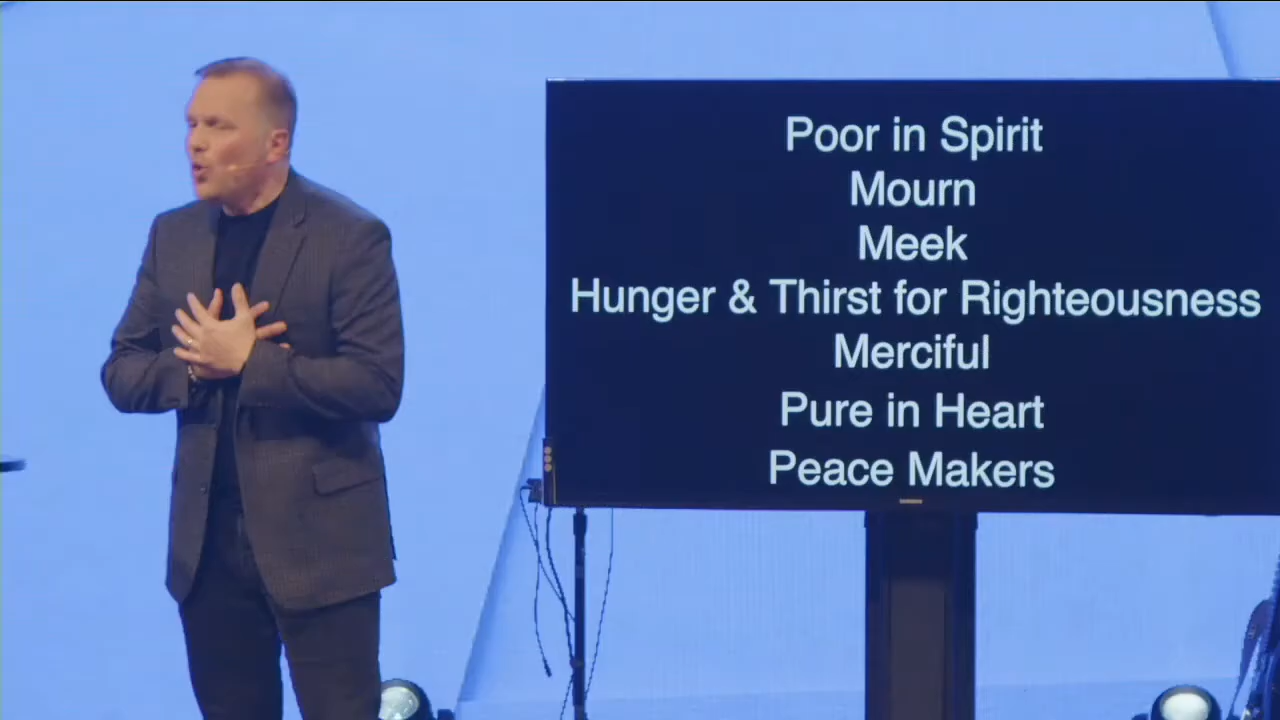 Poor in Spirit
Mourn
Meek
Hunger & Thirst for Righteousness
Merciful
Pure in Heart
Peace Makers